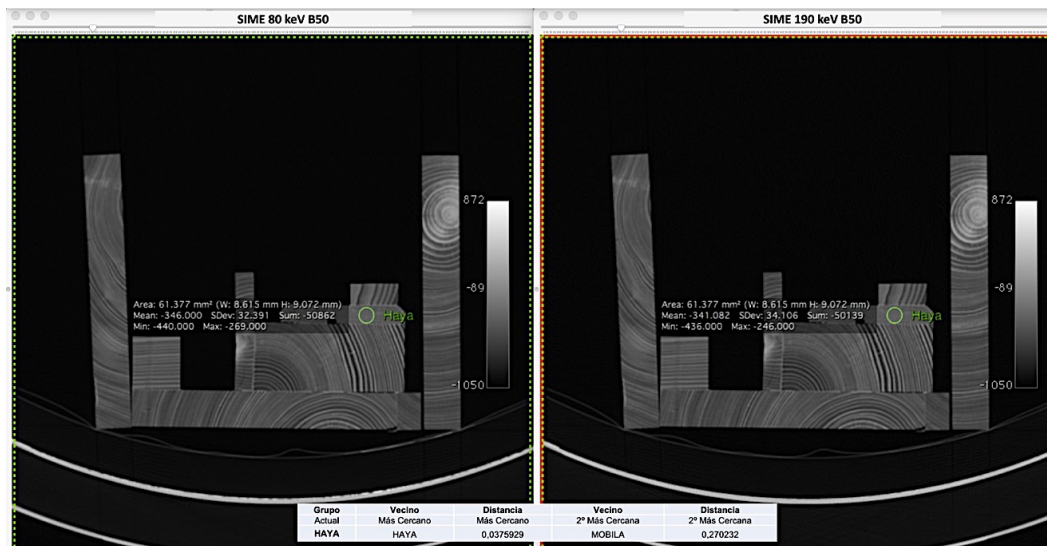 SIME 80 keV B50
SIME 190 keV B50
872
-89
-1050
Area: 61.377 mm² (W: 8.615 mm H: 9.072 mm)
Mean: -346.000 SDev: 32.391 Sum: -50862
Min: -440.000 Max: -269.000
Haya
872
-89
-1050
Area: 61.377 mm² (W: 8.615 mm H: 9.072 mm)
Mean: -341.082 SDev: 34.106 Sum: -50139
Min: -436.000 Max: -246.000
Haya
Grupo Vecino Distancia Vecino Distancia
Actual Más Cercano Más Cercano 2º Más Cercana 2º Más Cercana
HAYA HAYA 0,0375929 MOBILA 0,270232